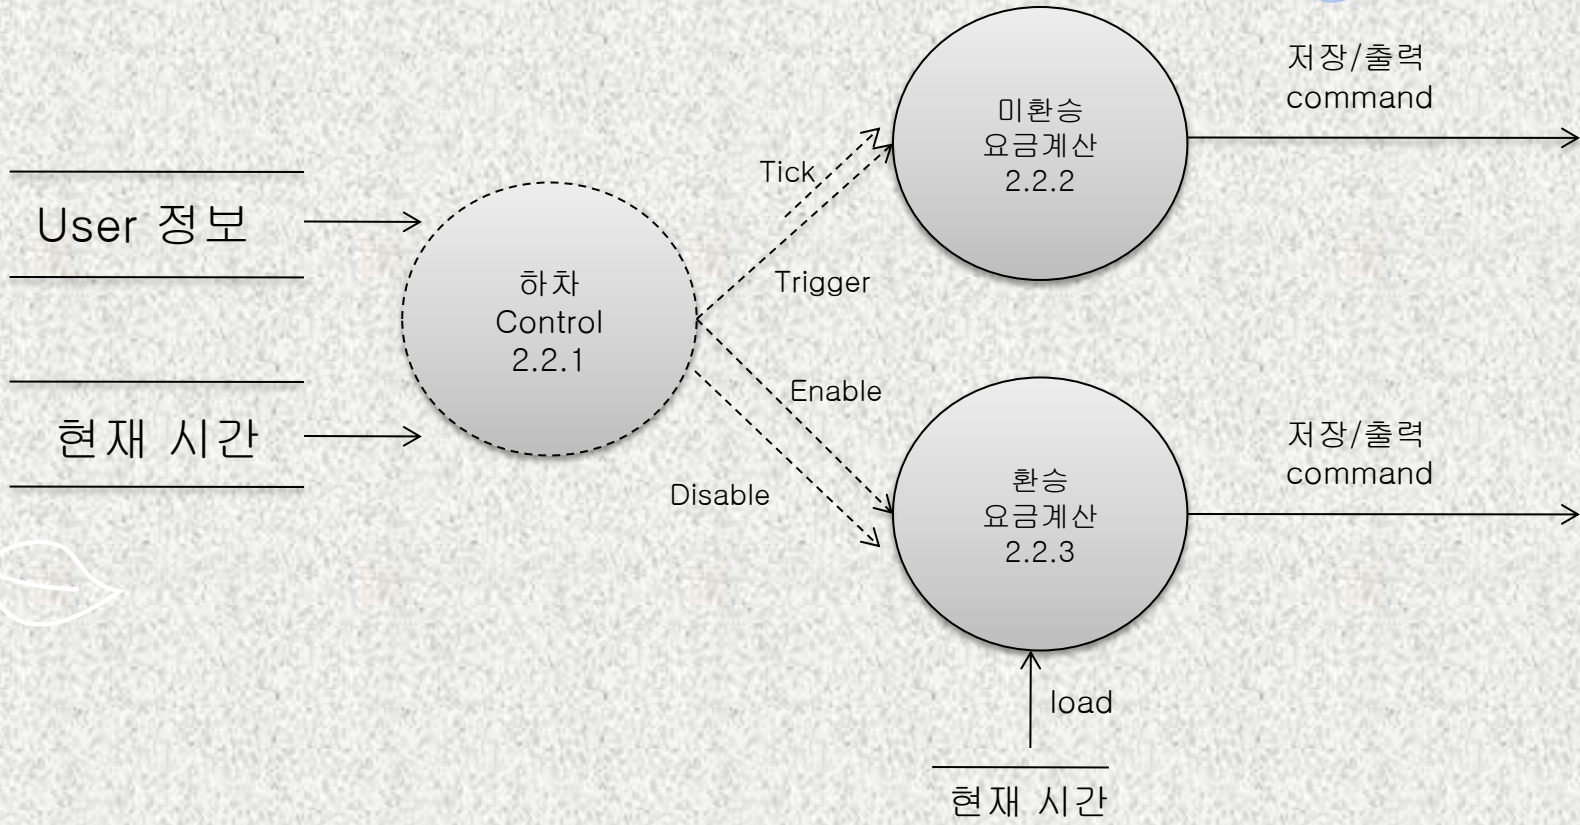 저장/출력
command
미환승
요금계산
2.2.2
Tick
User 정보
Trigger
하차
Control
2.2.1
Enable
현재 시간
저장/출력
command
Disable
환승
요금계산
2.2.3
load
현재 시간